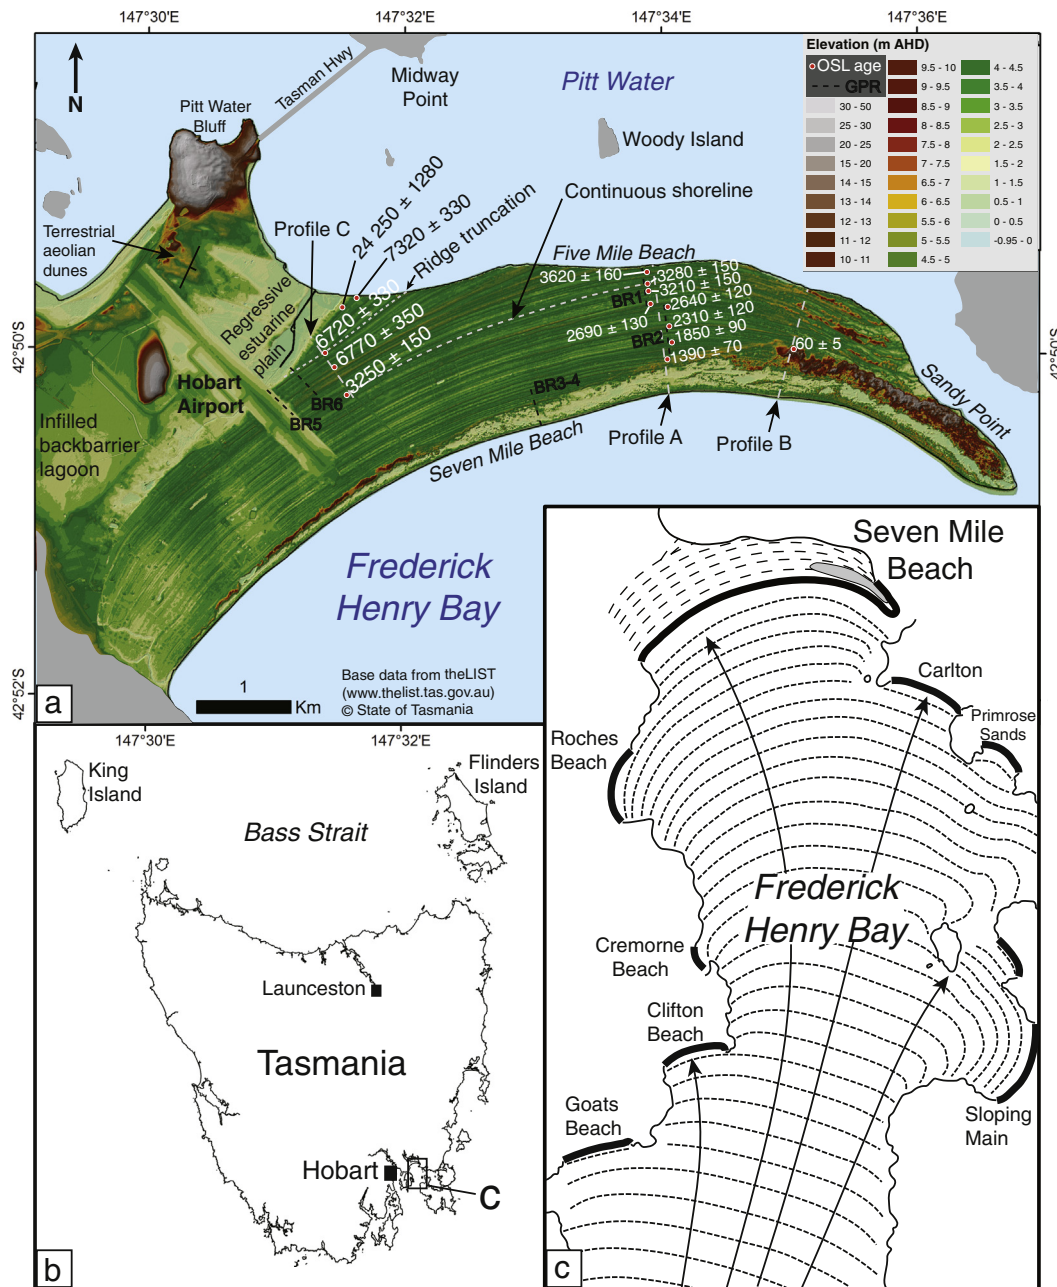 147°30'E
147°32'E
147°34'E
147°36'E
N
Tasman Hwy
Midway
Point
Pitt Water
Pitt Water
Bluff
Woody Island
Elevation (m AHD)
OSL age
GPR
30 - 50
25 - 30
20 - 25
15 - 20
14 - 15
13 - 14
12 - 13
11 - 12
10 - 11
9.5 - 10
9 - 9.5
8.5 - 9
8 - 8.5
7.5 - 8
7 - 7.5
6.5 - 7
6 - 6.5
5.5 - 6
5 - 5.5
4.5 - 5
4 - 4.5
3.5 - 4
3 - 3.5
2.5 - 3
2 - 2.5
1.5 - 2
1 - 1.5
0.5 - 1
0 - 0.5
-0.95 - 0
Terrestrial
aeolian
dunes
Profile C
24 250 ± 1280
7320 ± 330
Ridge truncation
Continuous shoreline
Five Mile Beach
3620 ± 160
3280 ± 150
3210 ± 150
BR1
2640 ± 120
2690 ± 130
2310 ± 120
BR2
1850 ± 90
1390 ± 70
60 ± 5
6720 ± 330
6770 ± 350
3250 ± 150
Regressive
estuarine
plain
42°50'S
42°50'S
Hobart
Airport
BR6
BR5
BR3-4
Infilled
backbarrier
lagoon
Seven Mile Beach
Profile A
Profile B
Sandy Point
Frederick
Henry Bay
42°52'S
Base data from theLIST
(www.thelist.tas.gov.au)
© State of Tasmania
1
Km
a
147°30'E
147°32'E
King
Island
Flinders
Island
Bass Strait
Launceston
Tasmania
Hobart
C
b
Seven Mile
Beach
Carlton
Primrose
Sands
Roches
Beach
Frederick
Henry Bay
Cremorne
Beach
Clifton
Beach
Goats
Beach
Sloping
Main
c